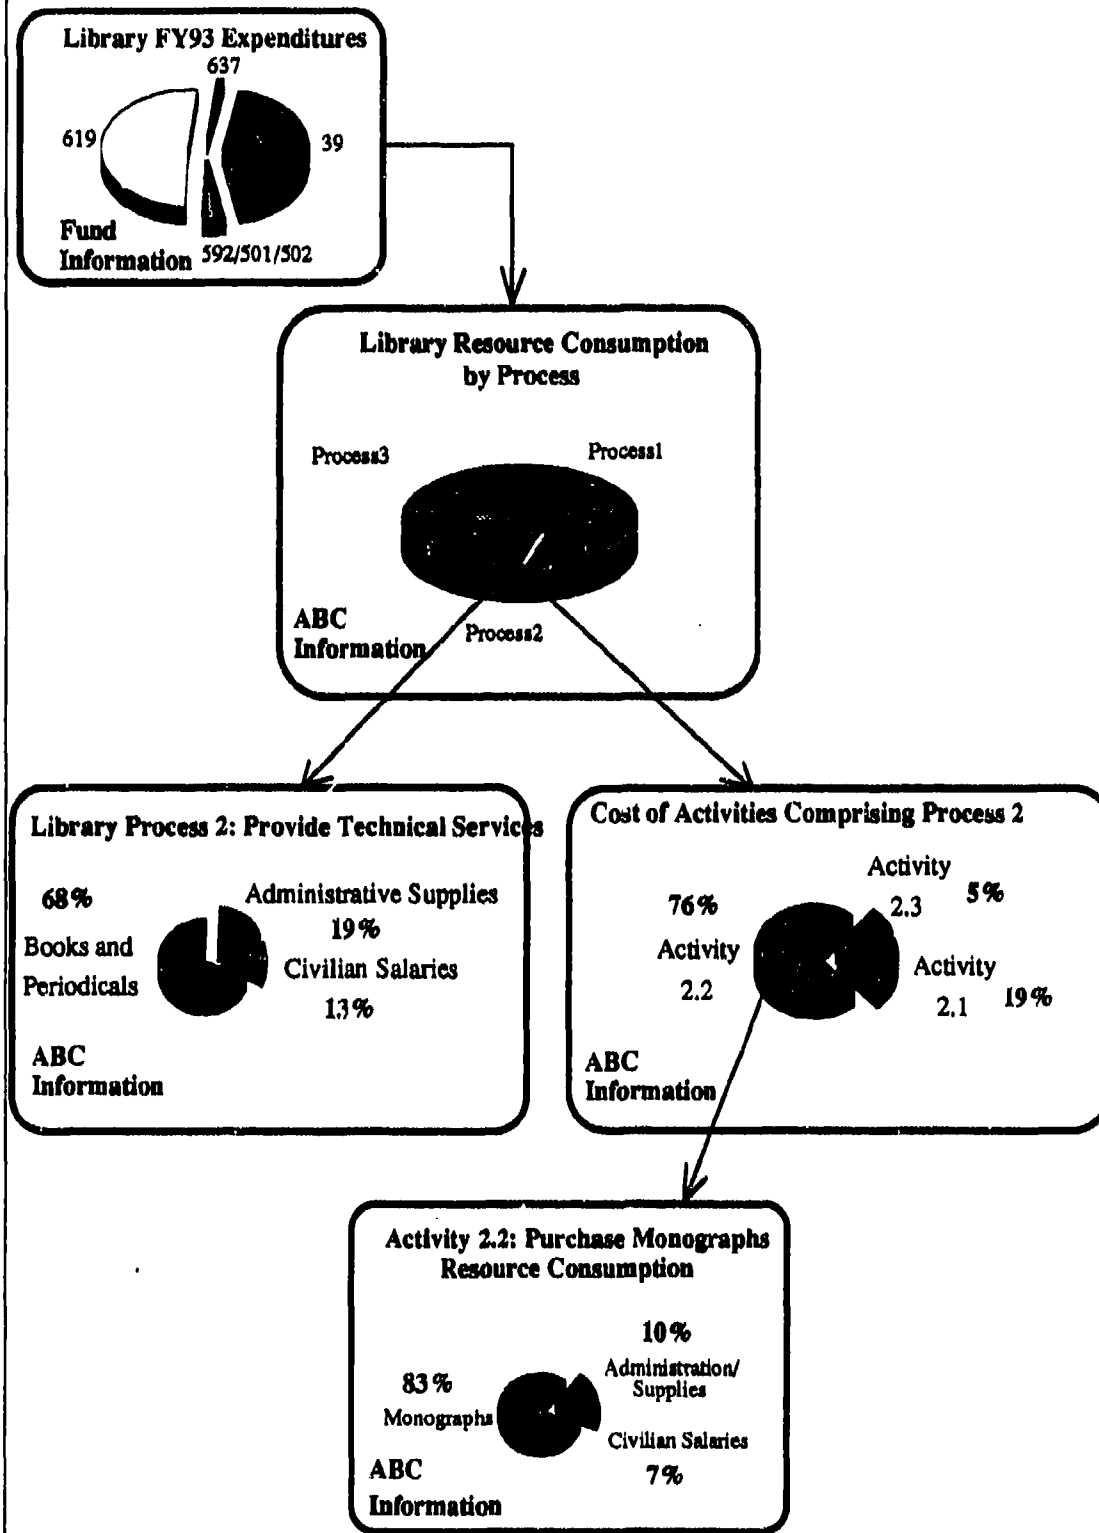 Library FY93 Expenditures
637
619
39
Fund
Information
592/501/502
Library Resource Consumption
by Process
Process3
Process1
ABC
Information
Process2
Library Process 2: Provide Technical Services
68%
Administrative Supplies
19%
Books and
Periodicals
Civilian Salaries
13%
ABC
Information
Cost of Activities Comprising Process 2
Activity
2.3
5%
76%
Activity
2.2
Activity
2.1
19%
ABC
Information
Activity 2.2: Purchase Monographs
Resource Consumption
10%
Administration/
Supplies
83%
Monographs
Civilian Salaries
7%
ABC
Information